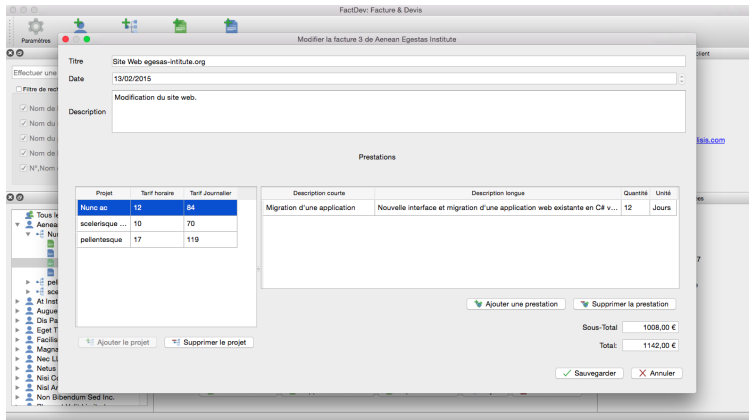 FactDev: Facture & Devis
Paramètres
Modifier la facture 3 de Aenean Egestas Institute
client
Effectuer une
Filtre de rec
Nom de
Nom du
Nom du
Nom de
N°,Nom
Titre
Site Web egesas-intitute.org
Date
13/02/2015
Description
Modification du site web.
Prestations
Projet Tarif horaire Tarif Journalier
Nunc ac 12 84
scelerisque ... 10 70
pellentesque 17 119
Description courte Description longue Quantité Unité
Migration d'une application Nouvelle interface et migration d'une application web existante en C# v... 12 Jours
Ajouter une prestation Supprimer la prestation
Sous-Total 1008,00 €
Total: 1142,00 €
Ajouter le projet Supprimer le projet
Sauvegarder Annuler
lisis.com
Tous le
Aenea
Nu
pel
sce
At Inst
Augue
Dis Pa
Eget T
Facilis
Magna
Nec L
Netus
Nisi C
Nisl Ar
Non Bibendum Sed Inc.